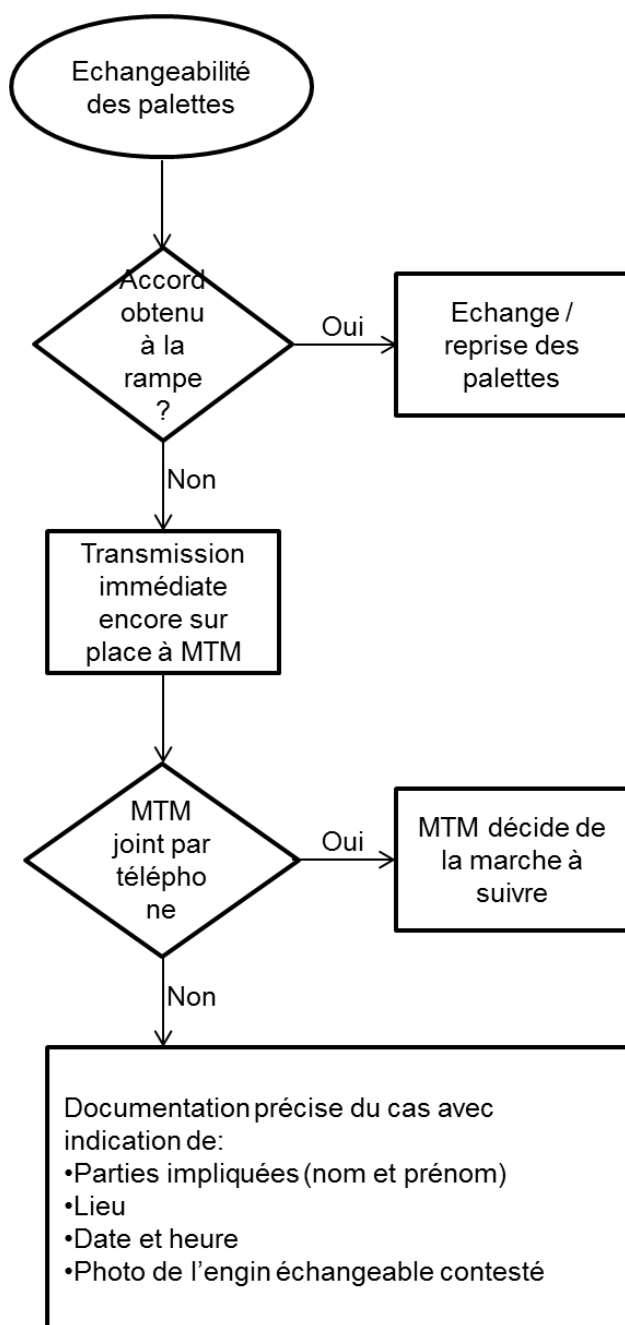 Echangeabilité
des palettes
Accord
obtenu
à la
rampe
?
Oui
Echange /
reprise des
palettes
Non
Transmission
immédiate
encore sur
place à MTM
MTM
joint par
télépho
ne
Oui
MTM décide de
la marche à
suivre
Non
Documentation précise du cas avec
indication de:
•Parties impliquées (nom et prénom)
•Lieu
•Date et heure
•Photo de l’engin échangeable contesté